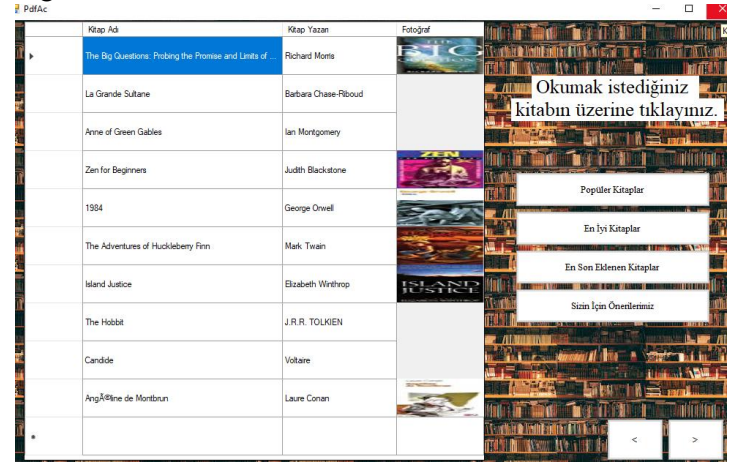 PdfAc
Kitap Adı Kitap Yazarı Fotoğraf
The Big Questions: Probing the Promise and Limits of ... Richard Morris
La Grande Sultane Barbara Chase-Riboud
Anne of Green Gables Ian Montgomery
Zen for Beginners Judith Blackstone
ZEN
1984 George Orwell
The Adventures of Huckleberry Finn Mark Twain
Island Justice Elizabeth Winthrop
ISLAND
JUSTICE
The Hobbit J.R.R. TOLKIEN
Candide Voltaire
AngÃ©line de Montbrun Laure Conan
Okumak istediğiniz
kitabın üzerine tıklayınız.
Popüler Kitaplar
En İyi Kitaplar
En Son Eklenen Kitaplar
Sizin İçin Önerilerimiz
< >